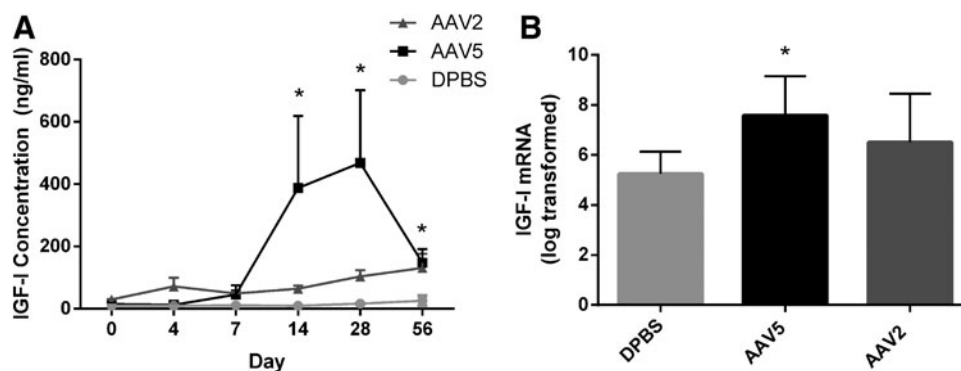 A
AAV2
AAV5
DPBS
IGF-I Concentration (ng/ml)
800
600
400
200
0
* * *
0 4 7 14 28 56
Day
B
IGF-I mRNA
(log transformed)
10
8
6
4
2
0
*
DPBS AAV5 AAV2